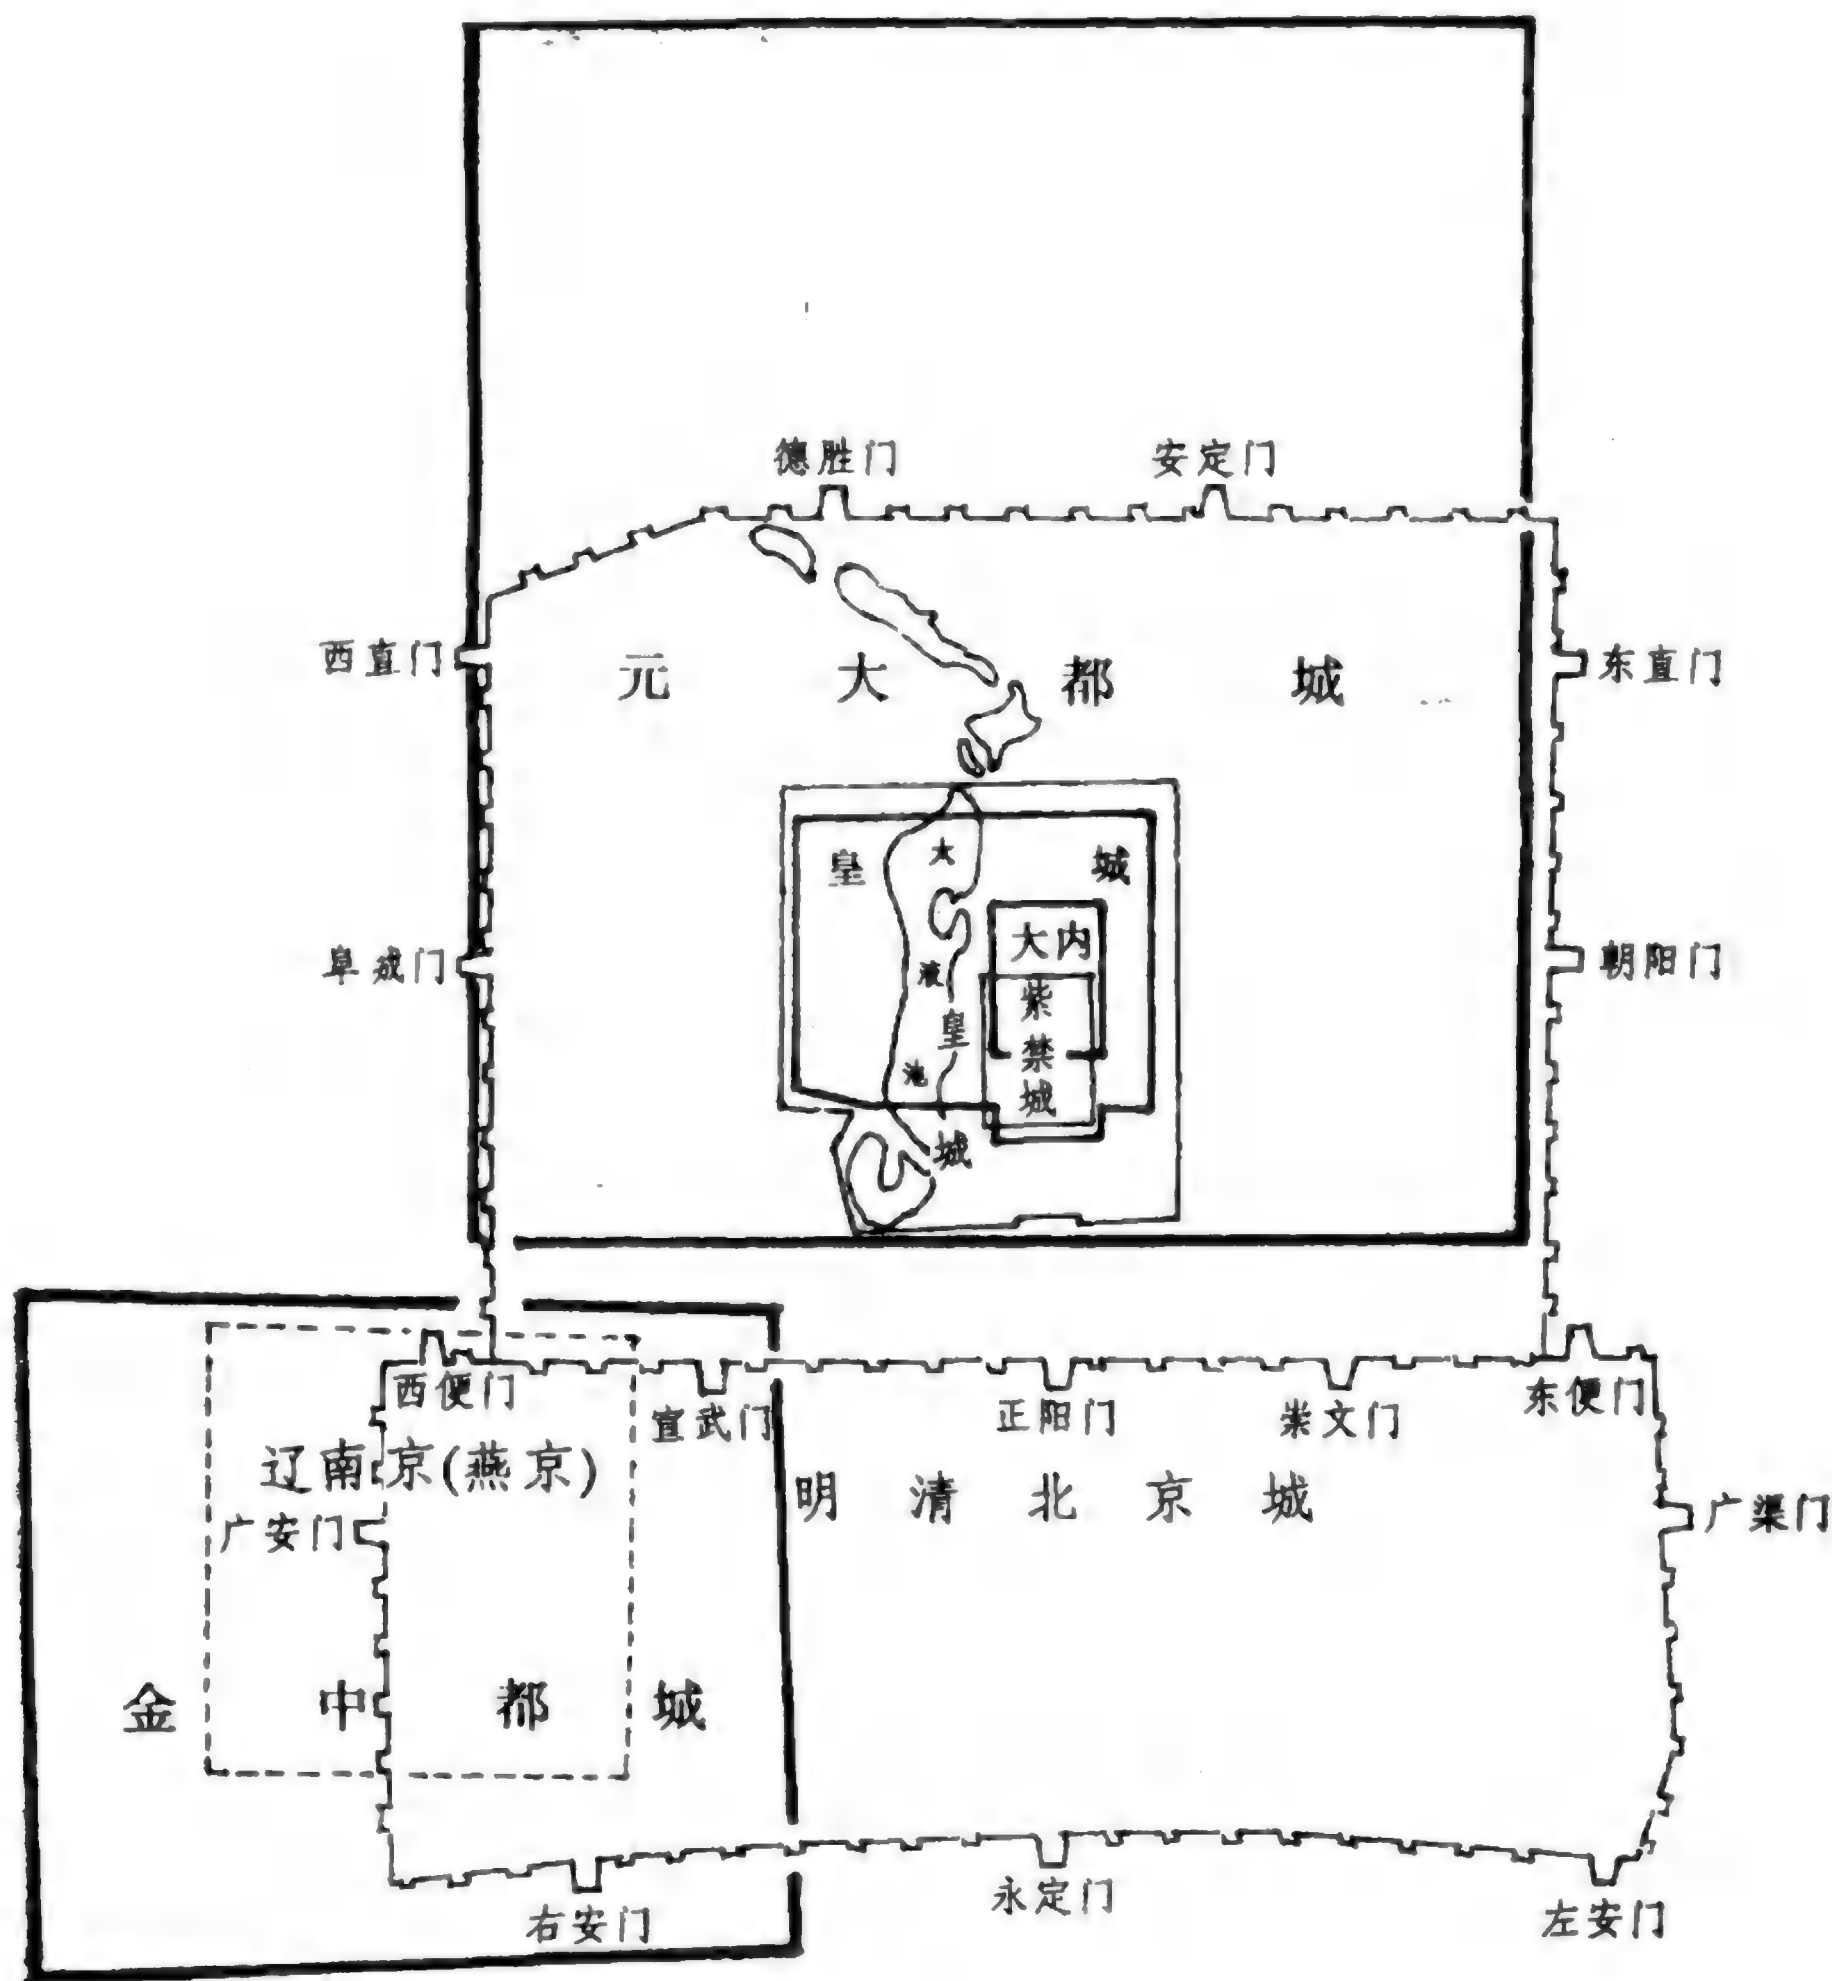 德胜门 安定门
西直门 元大都城 东直门
皇 太 城
大内
阜成门 液 紫 朝阳门
皇 禁
池 城
城
西便门 宣武门 正阳门 崇文门 东便门
辽南京(燕京) 明清北京城
广安门 广渠门
金中都城
右安门 永定门 左安门